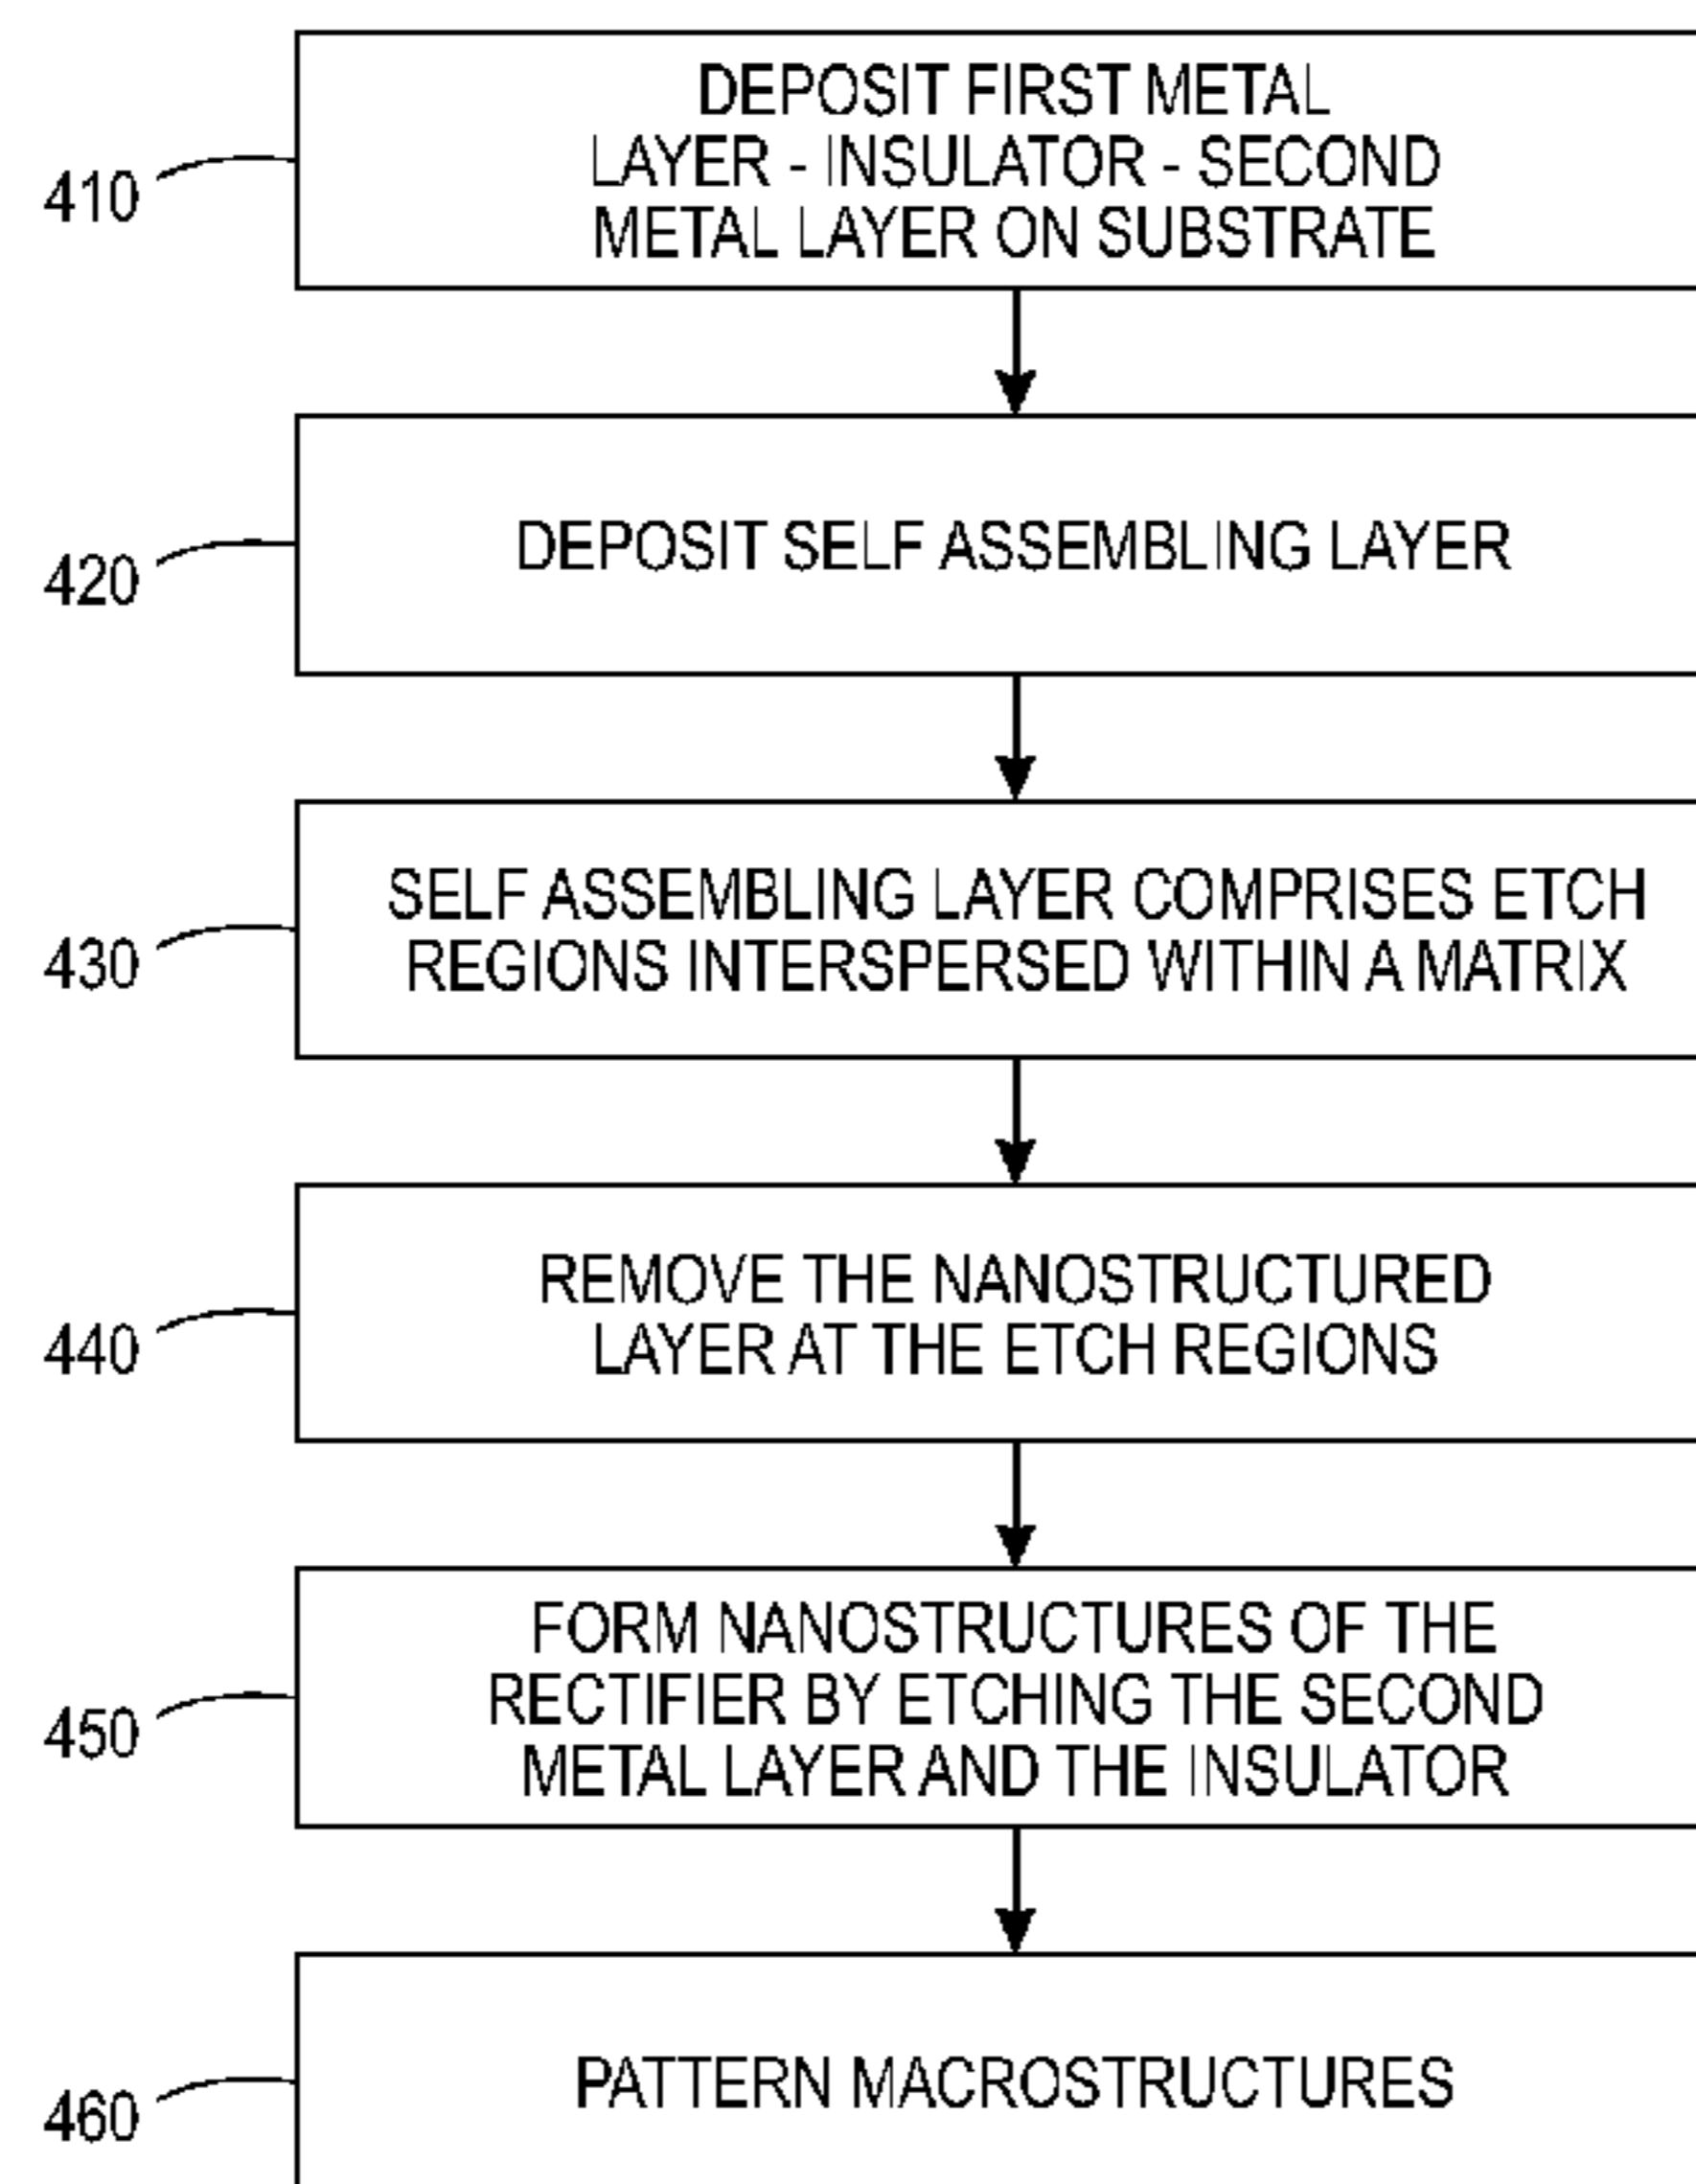 410
DEPOSIT FIRST METAL
LAYER - INSULATOR - SECOND
METAL LAYER ON SUBSTRATE
420
DEPOSIT SELF ASSEMBLING LAYER
430
SELF ASSEMBLING LAYER COMPRISES ETCH
REGIONS INTERSPERSED WITHIN A MATRIX
440
REMOVE THE NANOSTRUCTURED
LAYER AT THE ETCH REGIONS
450
FORM NANOSTRUCTURES OF THE
RECTIFIER BY ETCHING THE SECOND
METAL LAYER AND THE INSULATOR
460
PATTERN MACROSTRUCTURES